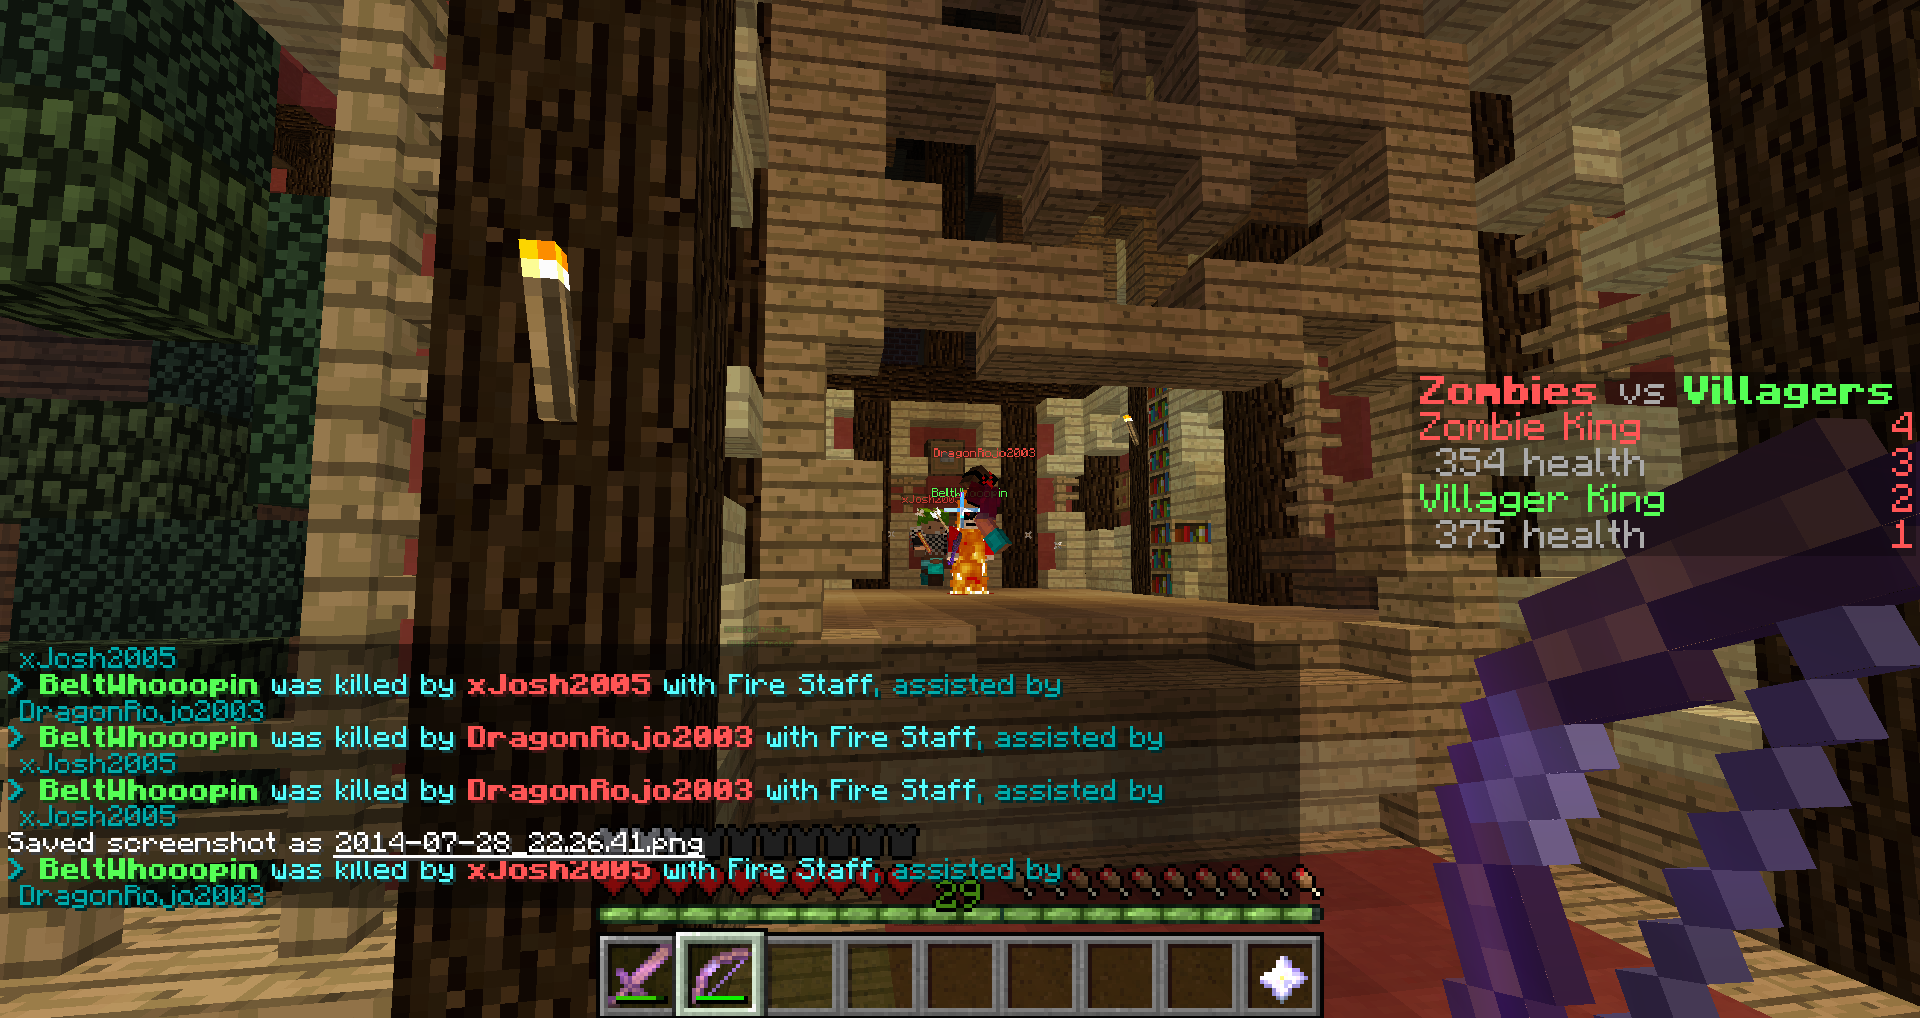 DragonRojo2003
BeltWhooopin
xJosh2005
Zombies vs Villagers
Zombie King 4
354 health 3
Villager King 2
375 health 1
xJosh2005
> BeltWhooopin was killed by xJosh2005 with Fire Staff, assisted by
DragonRojo2003
> BeltWhooopin was killed by DragonRojo2003 with Fire Staff, assisted by
xJosh2005
> BeltWhooopin was killed by DragonRojo2003 with Fire Staff, assisted by
xJosh2005
Saved screenshot as 2014-07-28_22.26.41.png
> BeltWhooopin was killed by xJosh2005 with Fire Staff, assisted by
DragonRojo2003
29